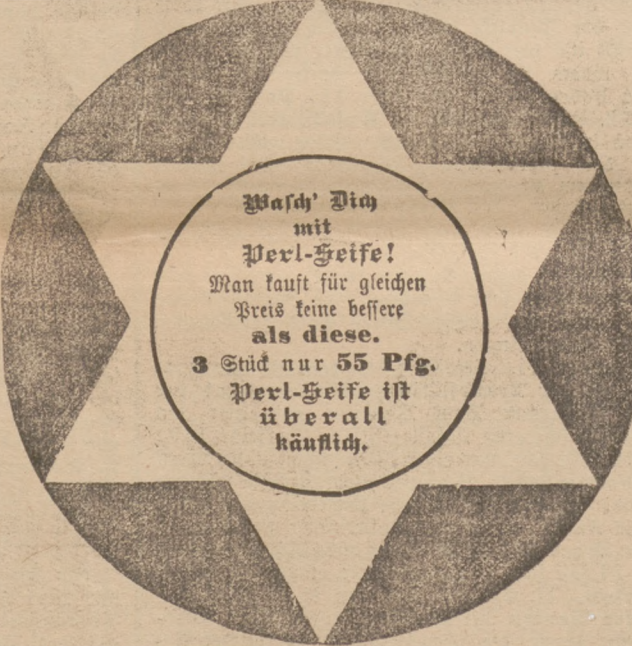 Wasch' Dich
mit
Perl-Seife!
Man kauft für gleichen
Preis keine bessere
als diese.
3 Stück nur 55 Pfg.
Perl-Seife ist
überall
käuflich.